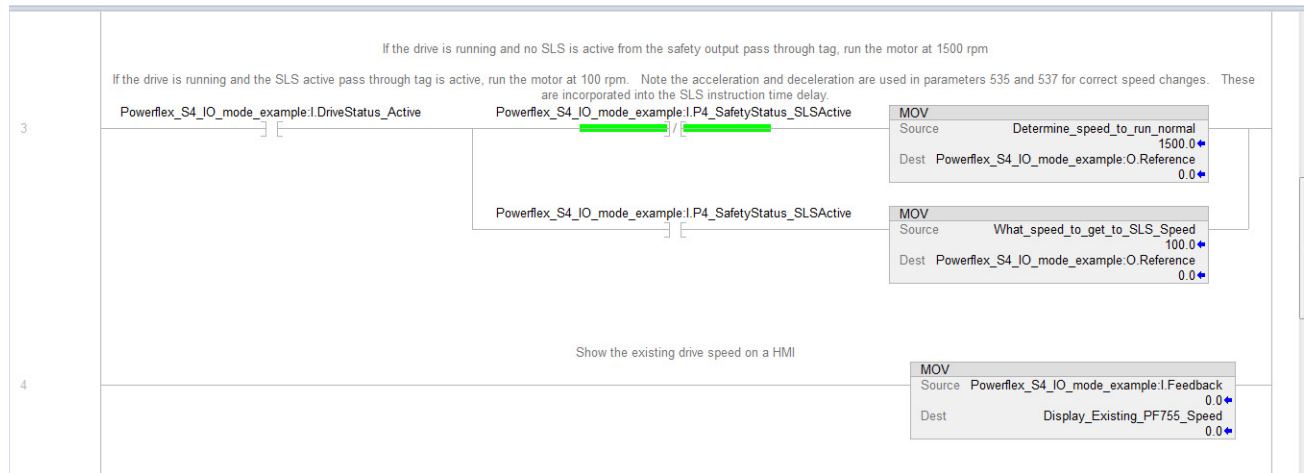 If the drive is running and no SLS is active from the safety output pass through tag, run the motor at 1500 rpm
If the drive is running and the SLS active pass through tag is active, run the motor at 100 rpm.   Note the acceleration and deceleration are used in parameters 535 and 537 for correct speed changes.   These
are incorporated into the SLS instruction time delay.
Powerflex_S4_IO_mode_example:I.DriveStatus_Active
Powerflex_S4_IO_mode_example:I.P4_SafetyStatus_SLSActive
MOV
3
/
Source Determine_speed_to_run_normal
1500.0
Dest Powerflex_S4_IO_mode_example:O.Reference
0.0
Powerflex_S4_IO_mode_example:I.P4_SafetyStatus_SLSActive
MOV
Source What_speed_to_get_to_SLS_Speed
100.0
Dest Powerflex_S4_IO_mode_example:O.Reference
0.0
Show the existing drive speed on a HMI
MOV
4
Source Powerflex_S4_IO_mode_example:I.Feedback
0.0
Dest Display_Existing_PF755_Speed
0.0